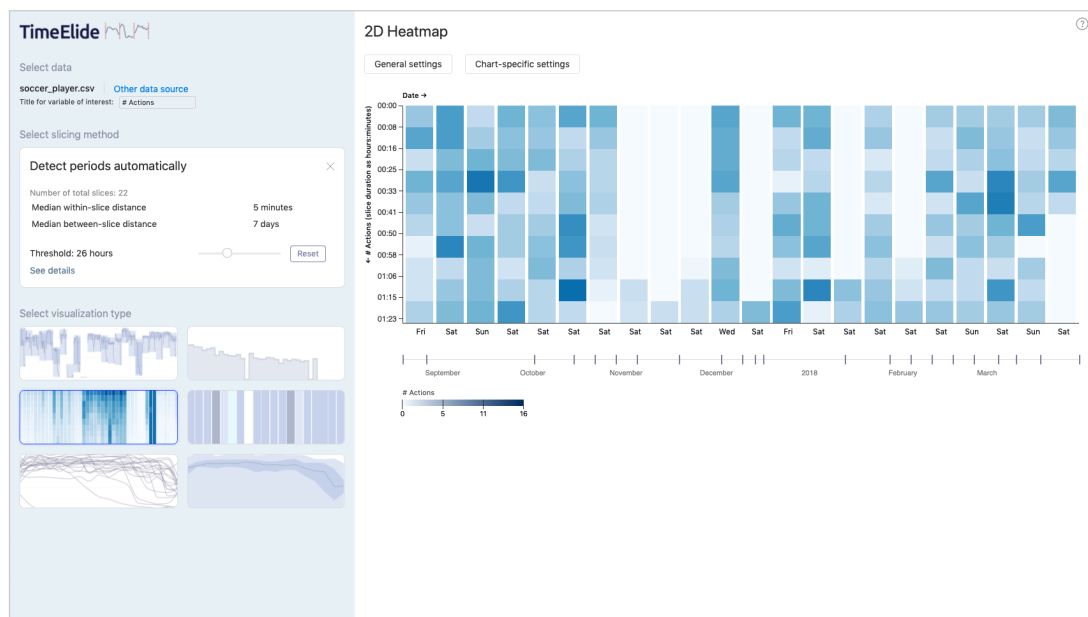 TimeElide
Select data
soccer_player.csv Other data source
Title for variable of interest: # Actions
Select slicing method
Detect periods automatically
Number of total slices: 22
Median within-slice distance 5 minutes
Median between-slice distance 7 days
Threshold: 26 hours Reset
See details
Select visualization type
2D Heatmap
?
General settings Chart-specific settings
Date →
← # Actions (slice duration as hours:minutes)
00:00
00:08
00:16
00:25
00:33
00:41
00:50
00:58
01:06
01:15
01:23
Fri Sat Sun Sat Sat Sat Sat Sat Sat Sat Wed Sat Fri Sat Sat Sat Sat Sat Sun Sat Sun Sat
September October November December 2018 February March
# Actions
0 5 11 16